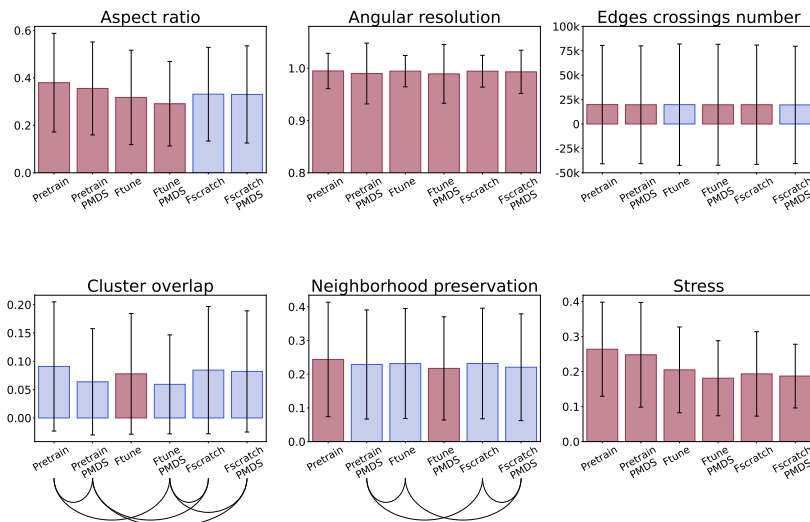 Aspect ratio
0.6
0.4
0.2
0.0
Pretrain
Pretrain
PMDS
Ftune
Ftune
PMDS
Fscratch
Fscratch
PMDS
Angular resolution
1.0
0.9
0.8
Pretrain
Pretrain
PMDS
Ftune
Ftune
PMDS
Fscratch
Fscratch
PMDS
Edges crossings number
100k
75k
50k
25k
0
-25k
-50k
Pretrain
Pretrain
PMDS
Ftune
Ftune
PMDS
Fscratch
Fscratch
PMDS
Cluster overlap
0.20
0.15
0.10
0.05
0.00
Pretrain
Pretrain
PMDS
Ftune
Ftune
PMDS
Fscratch
Fscratch
PMDS
Neighborhood preservation
0.4
0.3
0.2
0.1
0.0
Pretrain
Pretrain
PMDS
Ftune
Ftune
PMDS
Fscratch
Fscratch
PMDS
Stress
0.4
0.3
0.2
0.1
0.0
Pretrain
Pretrain
PMDS
Ftune
Ftune
PMDS
Fscratch
Fscratch
PMDS